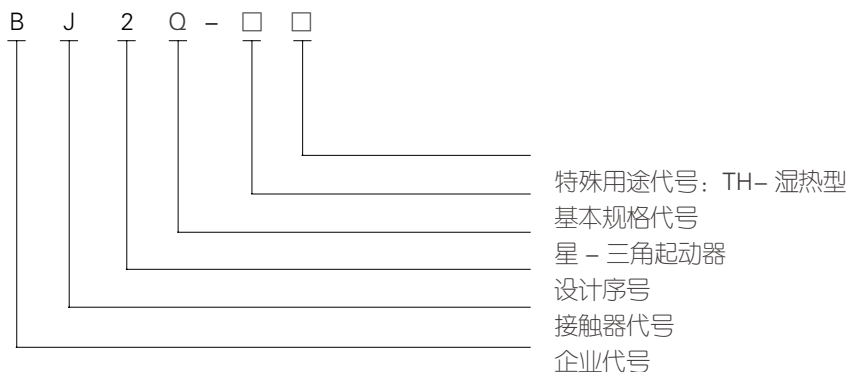 B J 2 Q – □ □
特殊用途代号：TH– 湿热型
基本规格代号
星 – 三角起动器
设计序号
接触器代号
企业代号